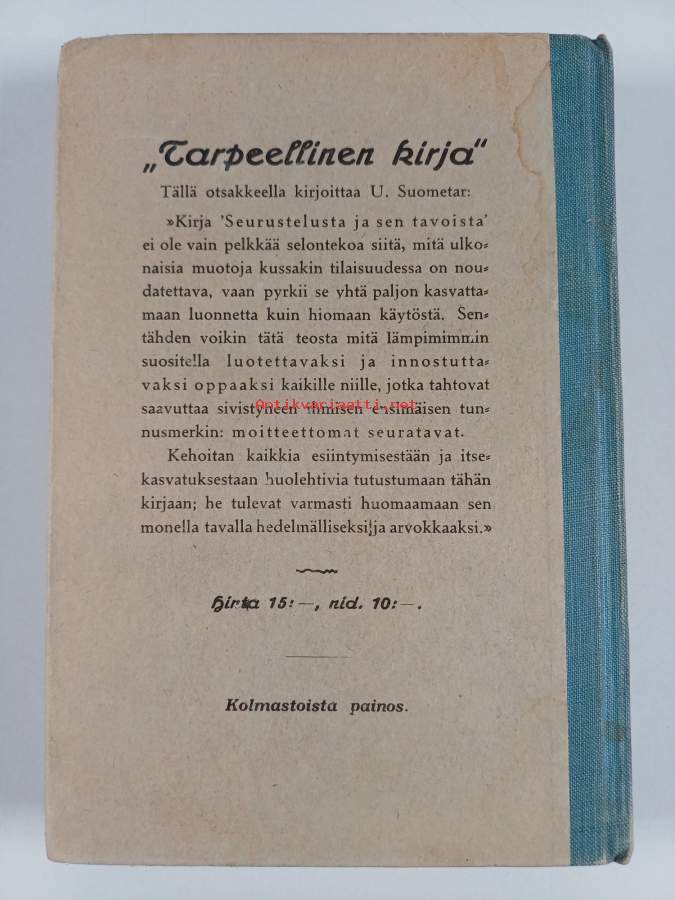 „Tarpeellinen kirja“
Tällä otsakkeella kirjoittaa U. Suometar:
»Kirja 'Seurustelusta ja sen tavoista'
ei ole vain pelkkää selontekoa siitä, mitä ulko=
naisia muotoja kussakin tilaisuudessa on nou=
datettava, vaan pyrkii se yhtä paljon kasvatta=
maan luonnetta kuin hiomaan käytöstä. Sen=
tähden voikin tätä teosta mitä lämpimimmin
suositella luotettavaksi ja innostutta=
vaksi oppaaksi kaikille niille, jotka tahtovat
saavuttaa sivistyneen ihmisen ensimäisen tun=
Antikvariaatti.net
nusmerkin: moitteettomat seuratavat.
Kehoitan kaikkia esiintymisestään ja itse=
kasvatuksestaan huolehtivia tutustumaan tähän
kirjaan; he tulevat varmasti huomaamaan sen
monella tavalla hedelmälliseksi ja arvokkaaksi.»
Hinta 15:—, nid. 10:—.
Kolmastoista painos.